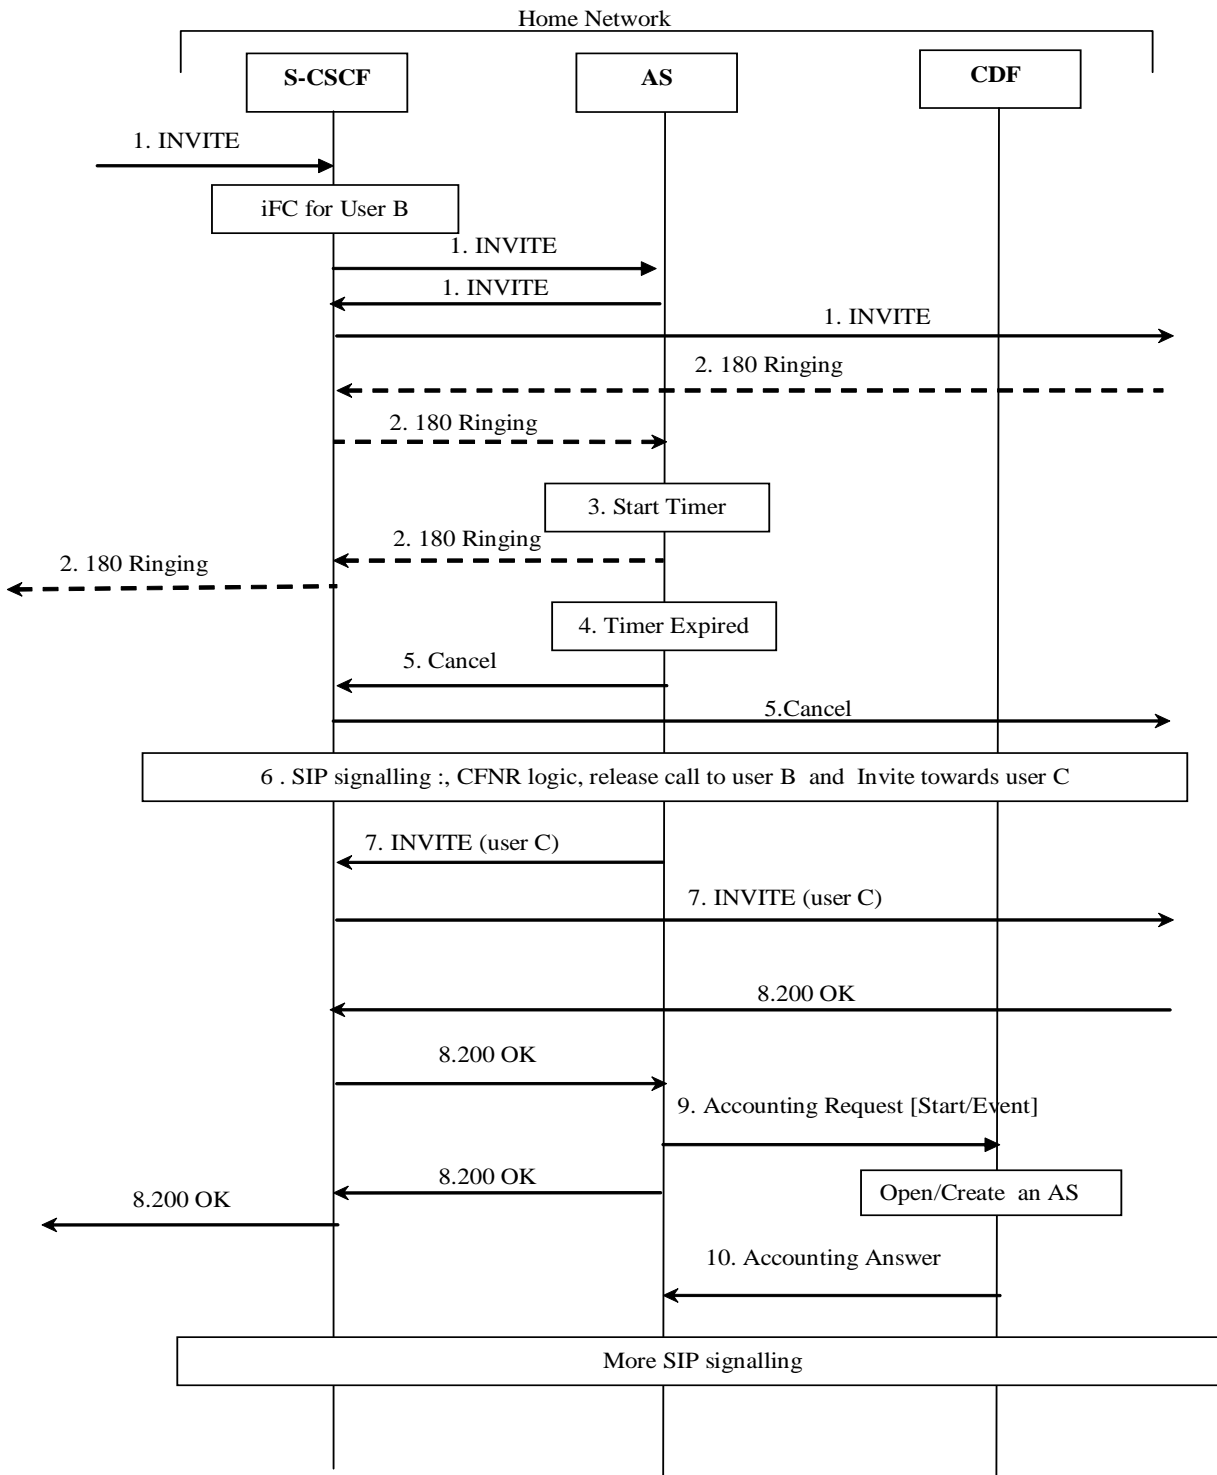 Home Network
S-CSCF
AS
CDF
1. INVITE
iFC for User B
1. INVITE
1. INVITE
1. INVITE
2. 180 Ringing
2. 180 Ringing
3. Start Timer
2. 180 Ringing
2. 180 Ringing
4. Timer Expired
5. Cancel
5.Cancel
6 . SIP signalling :, CFNR logic, release call to user B and Invite towards user C
7. INVITE (user C)
7. INVITE (user C)
8.200 OK
8.200 OK
9. Accounting Request [Start/Event]
8.200 OK
Open/Create an AS
8.200 OK
10. Accounting Answer
More SIP signalling